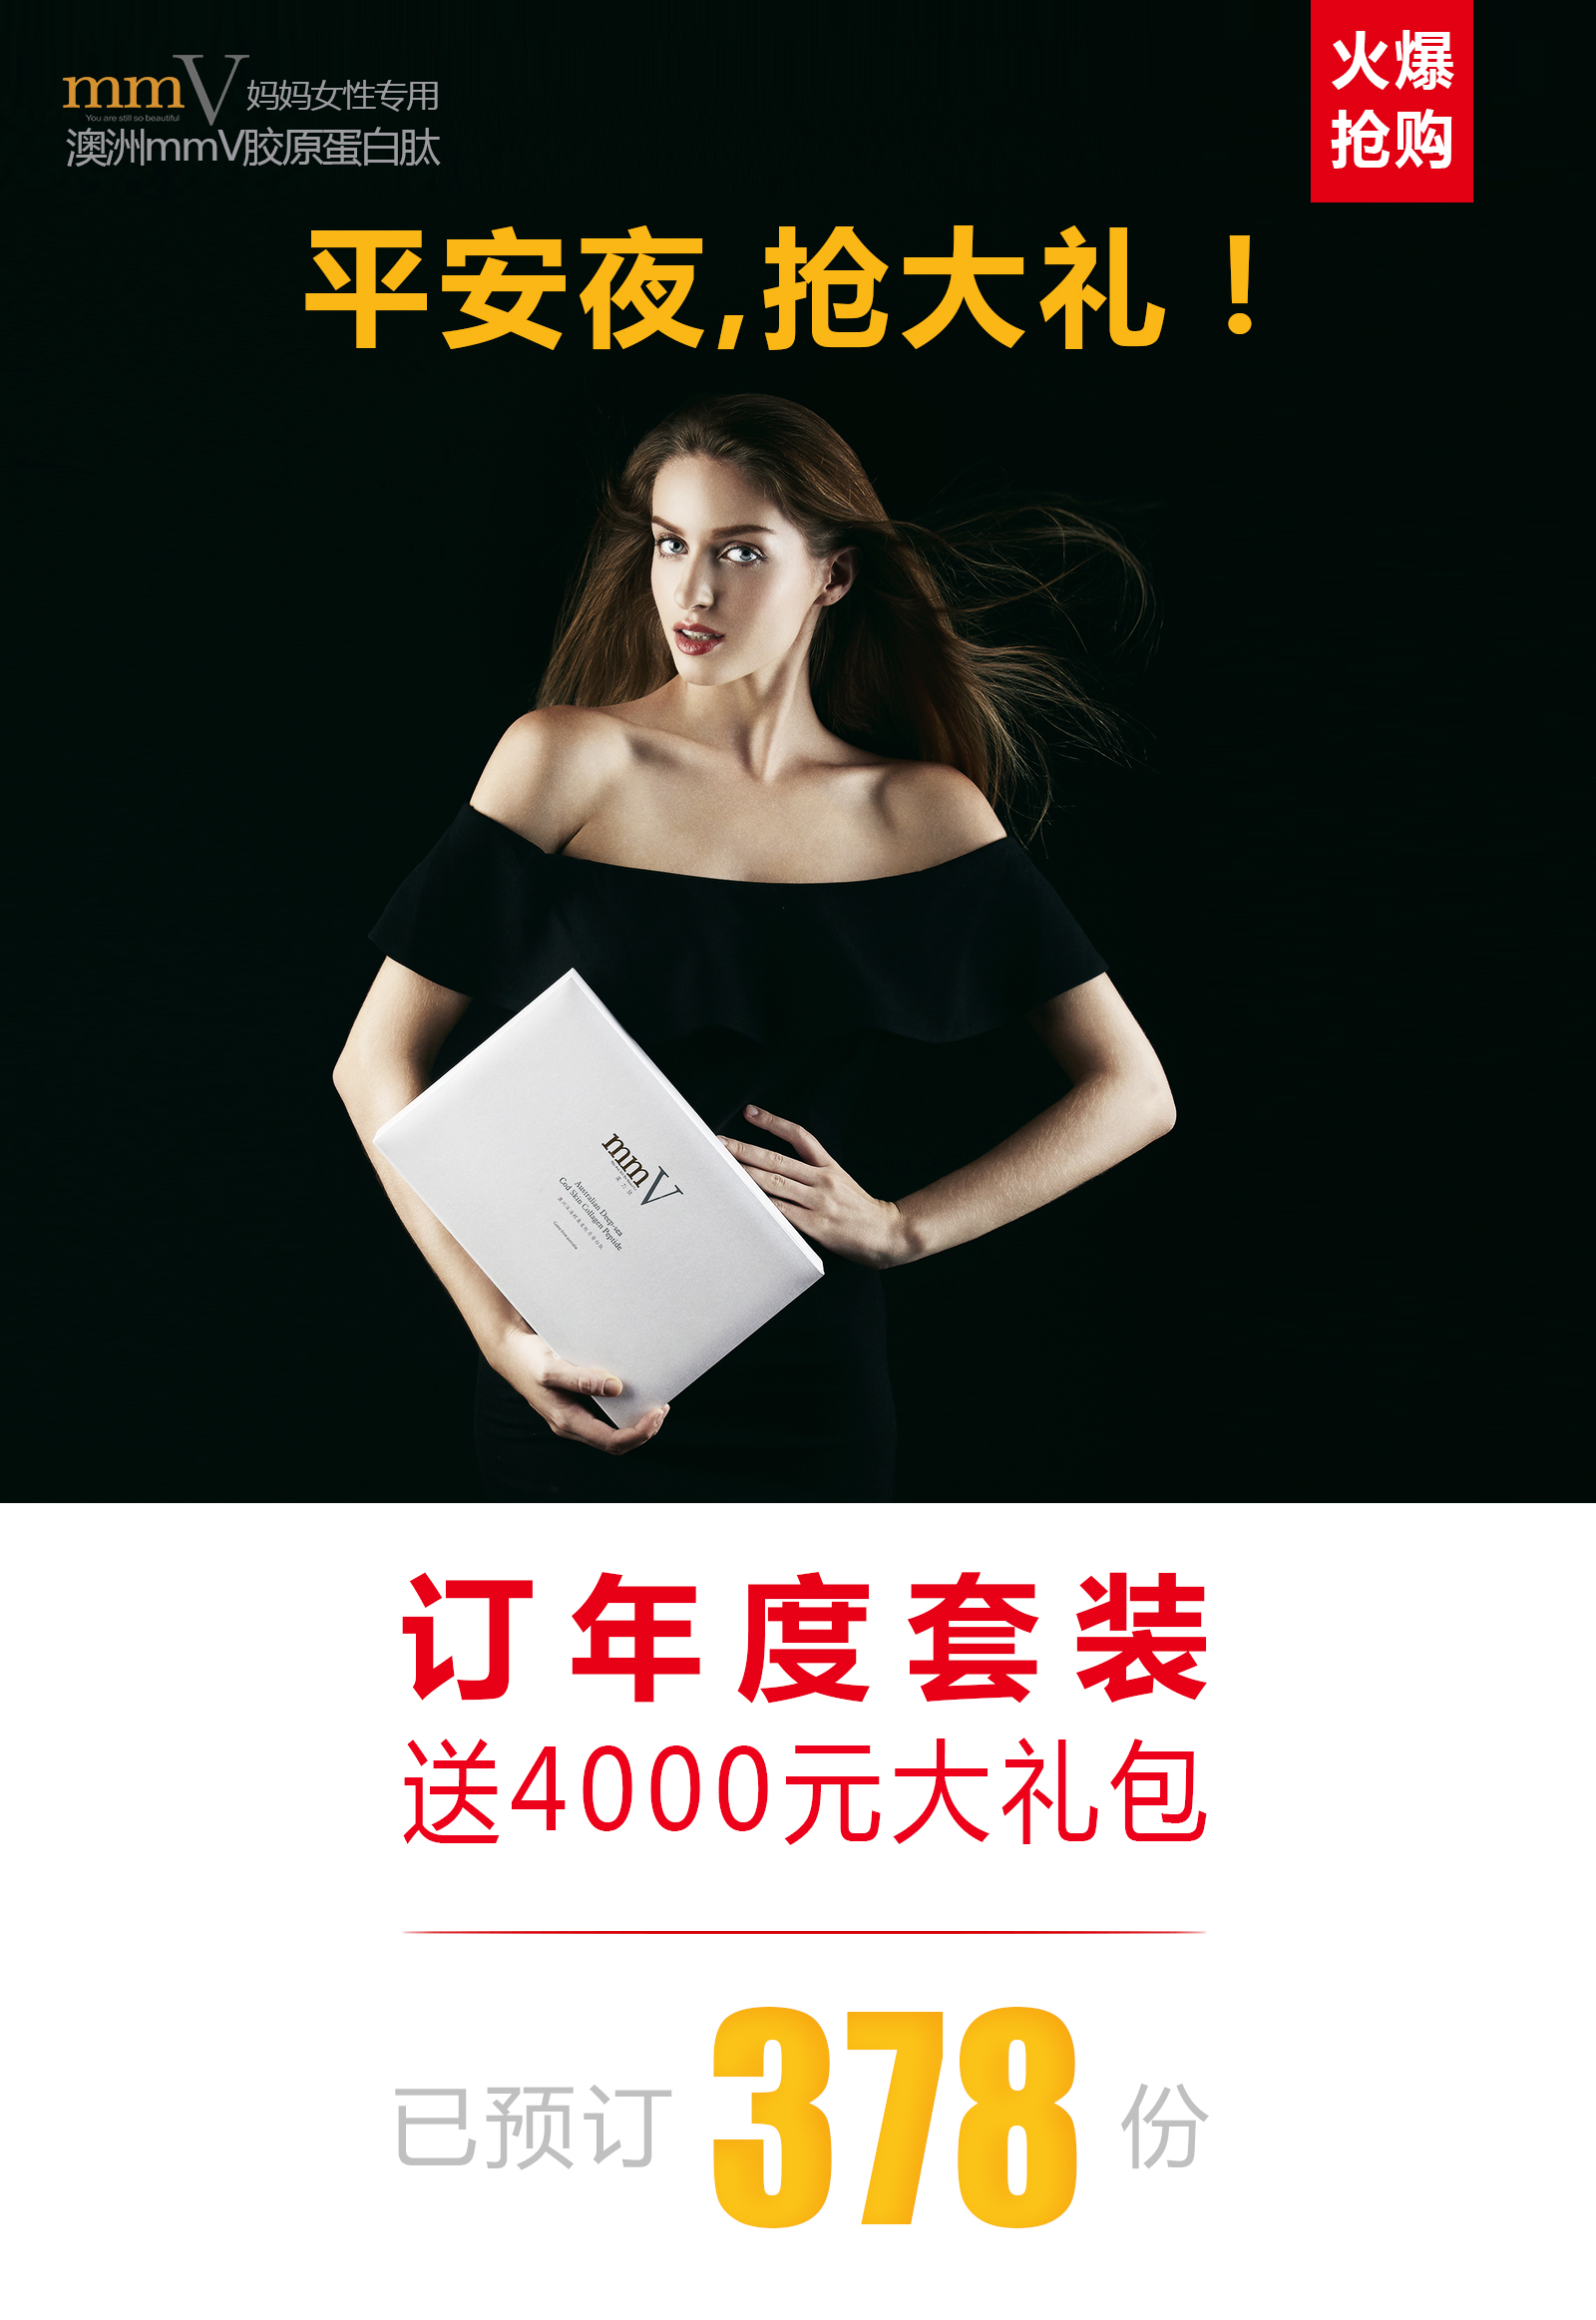 mmV 妈妈女性专用
You are still so beautiful
澳洲mmV胶原蛋白肽
火爆
抢购
平安夜,抢大礼！
mmV
Australian Deep-sea
Cod Skin Collagen Peptide
订年度套装
送4000元大礼包
已预订 378 份